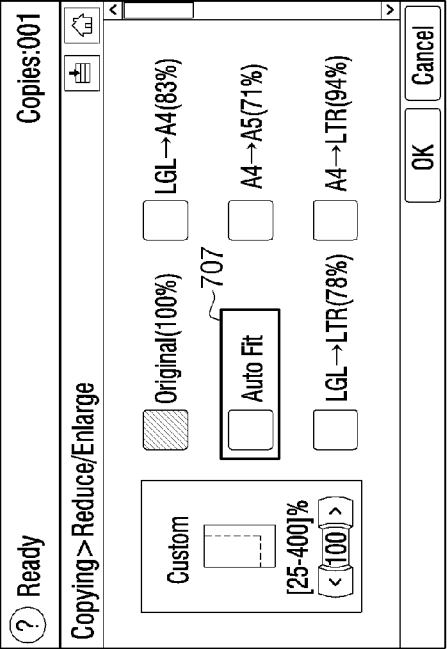 ? Ready Copies:001
Copying>Reduce/Enlarge
Custom
[25-400]%
< 100 >
Original(100%) LGL→A4(83%)
707
Auto Fit A4→A5(71%)
LGL→LTR(78%) A4→LTR(94%)
OK Cancel